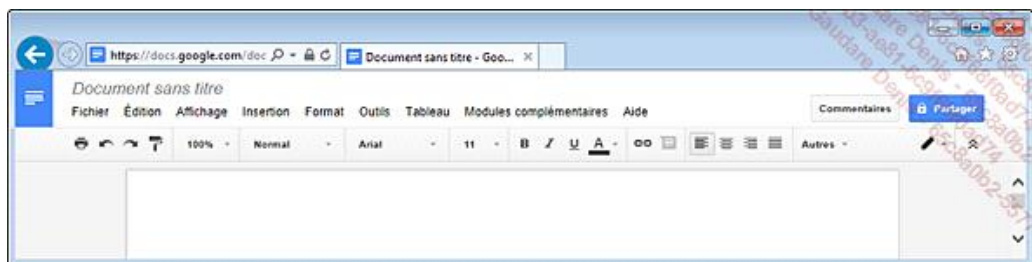 https://docs.google.com/doc
Document sans titre - Goo...
Document sans titre
Fichier Édition Affichage Insertion Format Outils Tableau Modules complémentaires Aide
Commentaires
Partager
100% Normal Arial 11 B I U A Autres